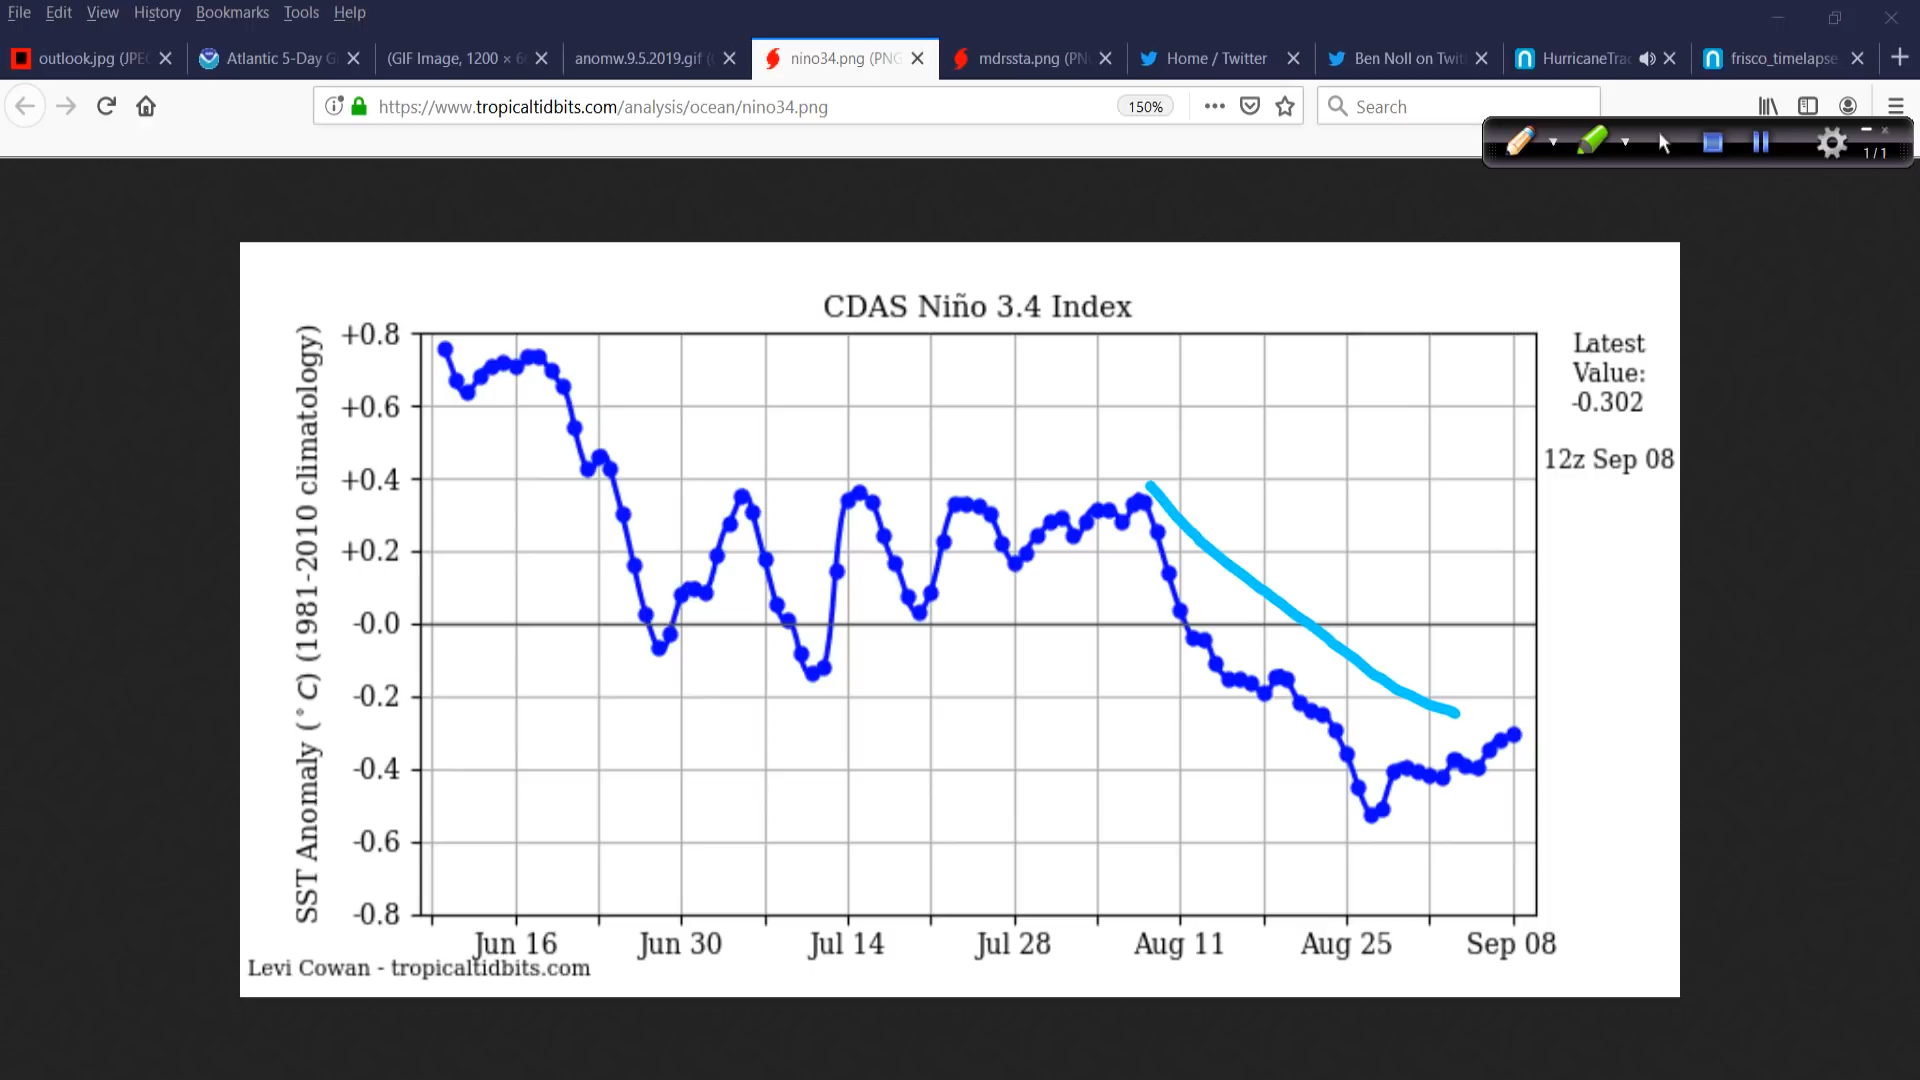 File Edit View History Bookmarks Tools Help
outlook.jpg (JPEG Atlantic 5-Day G (GIF Image, 1200 × 6 anomw.9.5.2019.gif ( nino34.png (PNG mdrssta.png (PN Home / Twitter Ben Noll on Twit HurricaneTrac frisco_timelapse
https://www.tropicaltidbits.com/analysis/ocean/nino34.png 150% Search
1/1
CDAS Niño 3.4 Index
SST Anomaly (°C) (1981-2010 climatology)
+0.8
+0.6
+0.4
+0.2
-0.0
-0.2
-0.4
-0.6
-0.8
Jun 16 Jun 30 Jul 14 Jul 28 Aug 11 Aug 25 Sep 08
Latest
Value:
-0.302
12z Sep 08
Levi Cowan - tropicaltidbits.com